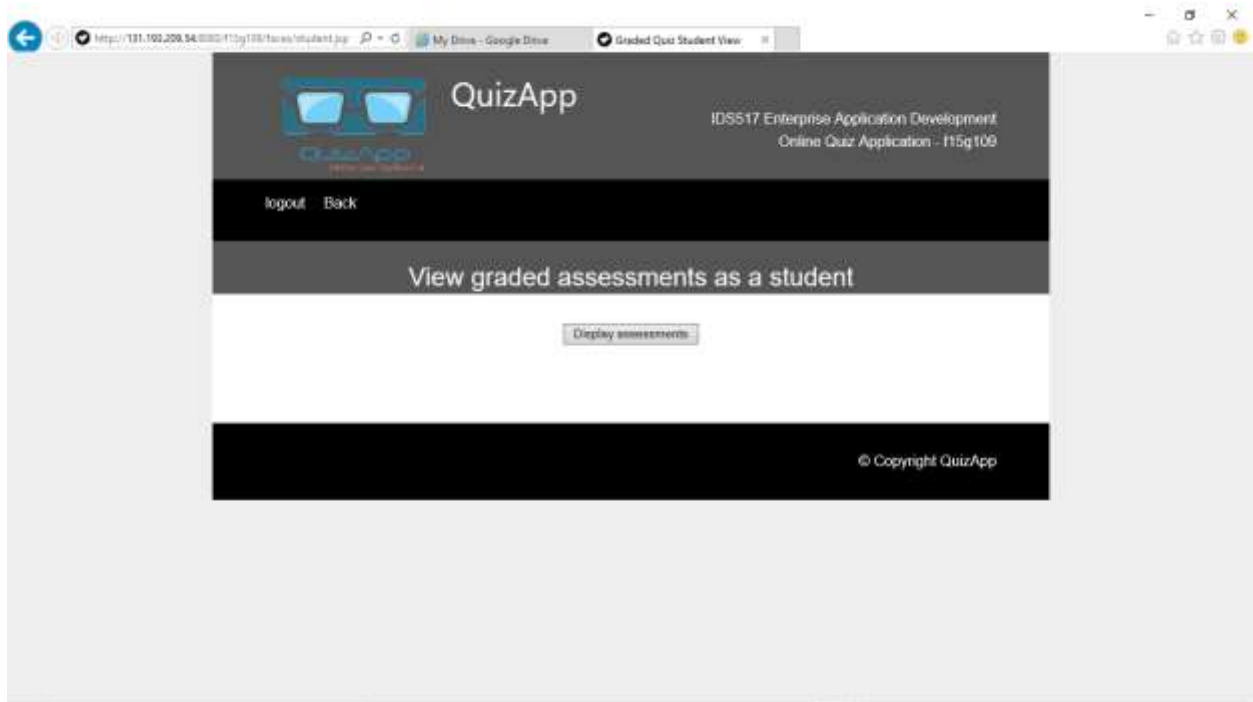 My Drive - Google Drive
Graded Quiz Student View
QuizApp
IDS517 Enterprise Application Development
Online Quiz Application - f15g109
QuizApp
logout Back
View graded assessments as a student
Display assessments
© Copyright QuizApp